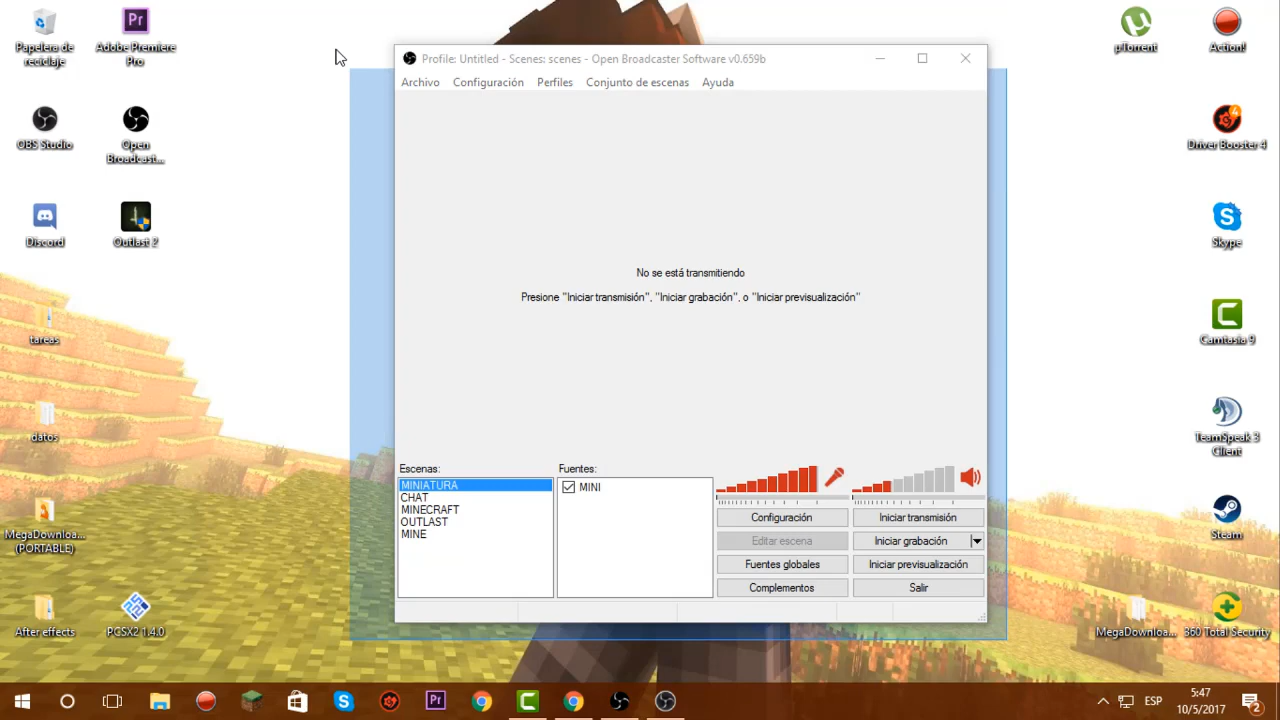 Papelera de
reciclaje
Adobe Premiere
Pro
OBS Studio
Open
Broadcast...
Discord
Outlast 2
tareas
datos
MegaDownloa...
(PORTABLE)
After effects
PCSX2 1.4.0
Profile: Untitled - Scenes: scenes - Open Broadcaster Software v0.659b
Archivo
Configuración
Perfiles
Conjunto de escenas
Ayuda
No se está transmitiendo
Presione "Iniciar transmisión", "Iniciar grabación", o "Iniciar previsualización"
Escenas:
MINIATURA
CHAT
MINECRAFT
OUTLAST
MINE
Fuentes:
MINI
Configuración
Iniciar transmisión
Editar escena
Iniciar grabación
Fuentes globales
Iniciar previsualización
Complementos
Salir
µTorrent
Action!
4
Driver Booster 4
Skype
Camtasia 9
TeamSpeak 3
Client
Steam
MegaDownloa...
360 Total Security
Pr
Pr
ESP
5:47
10/5/2017
2